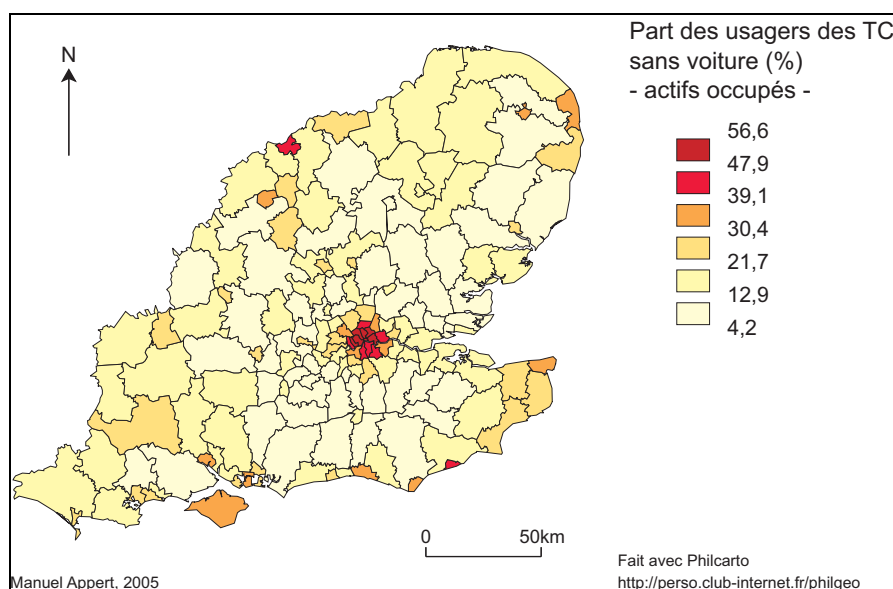 Part des usagers des TC
sans voiture (%)
- actifs occupés -
N
56,6
47,9
39,1
30,4
21,7
12,9
4,2
0
50km
Fait avec Philcarto
Manuel Appert, 2005
http://perso.club-internet.fr/philgeo